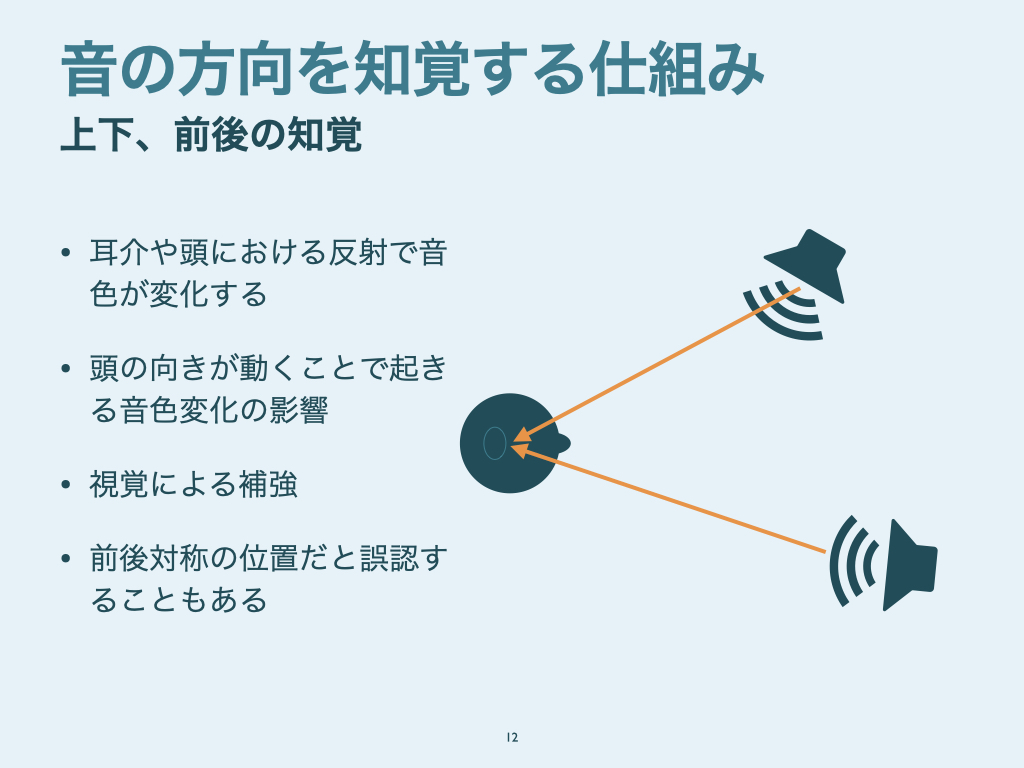 音の方向を知覚する仕組み
上下、前後の知覚
• 耳介や頭における反射で音
色が変化する
• 頭の向きが動くことで起き
る音色変化の影響
• 視覚による補強
• 前後対称の位置だと誤認す
ることもある
12